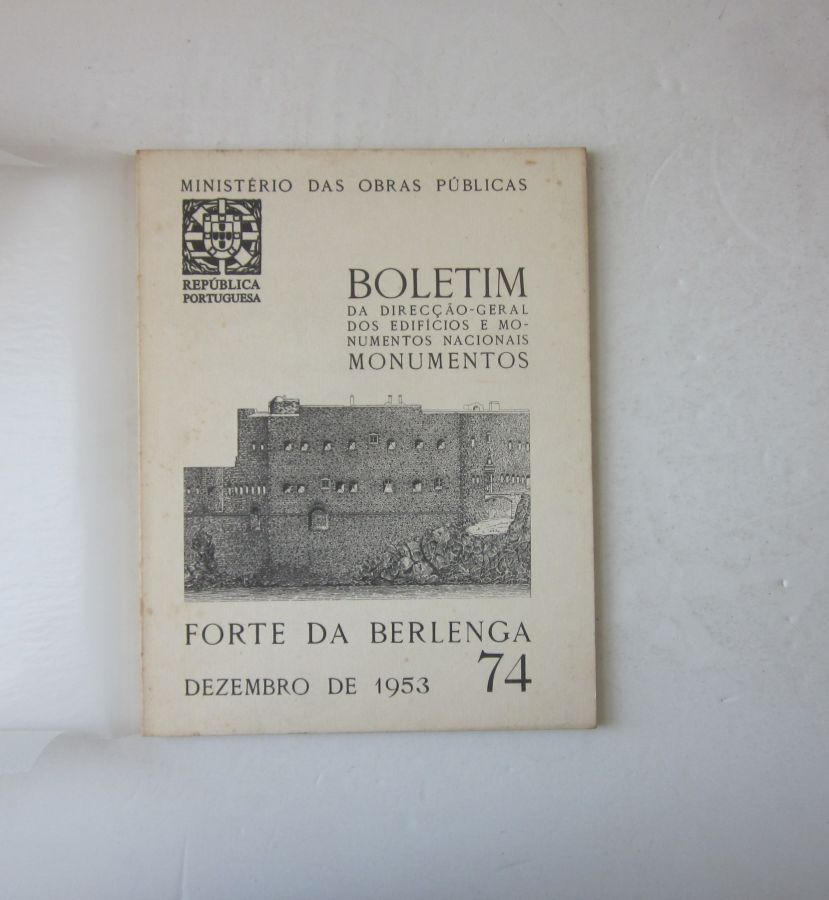 MINISTÉRIO DAS OBRAS PÚBLICAS
REPÚBLICA
PORTUGUESA
BOLETIM
DA DIRECÇÃO-GERAL
DOS EDIFÍCIOS E MO-
NUMENTOS NACIONAIS
MONUMENTOS
FORTE DA BERLENGA
DEZEMBRO DE 1953
74